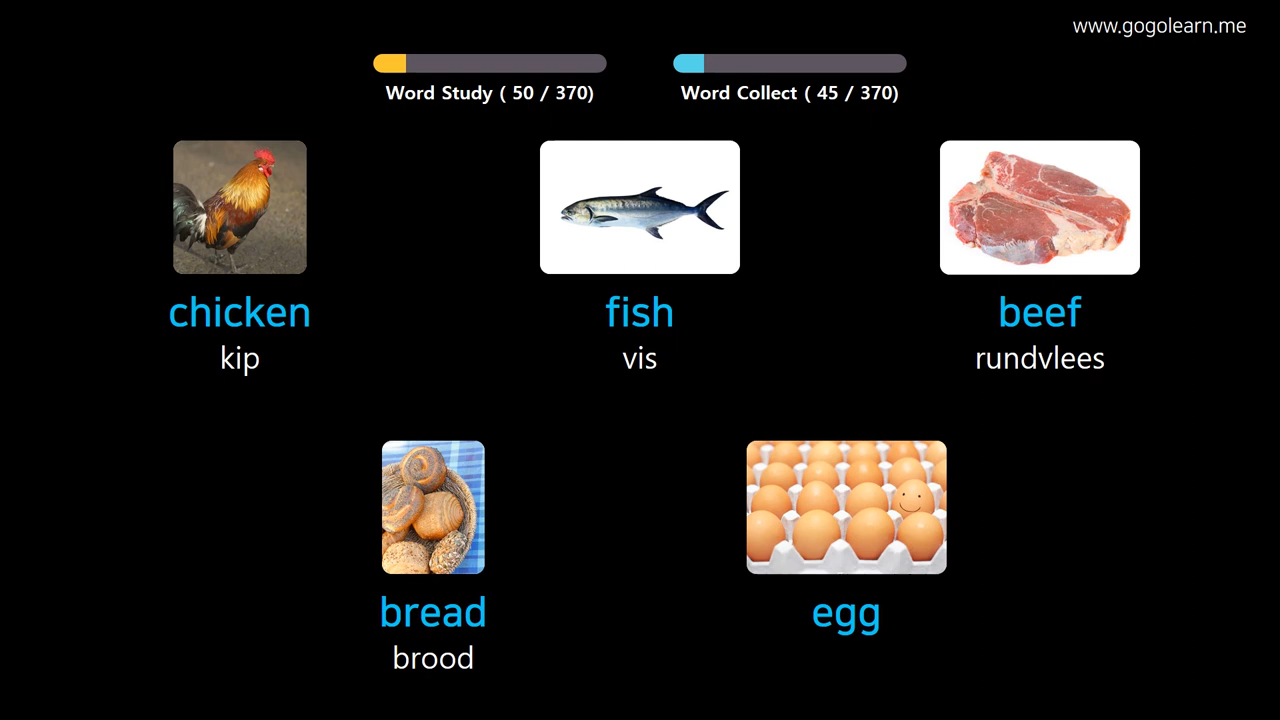 www.gogolearn.me
Word Study ( 50 / 370)
Word Collect ( 45 / 370)
chicken
kip
fish
vis
beef
rundvlees
bread
brood
egg